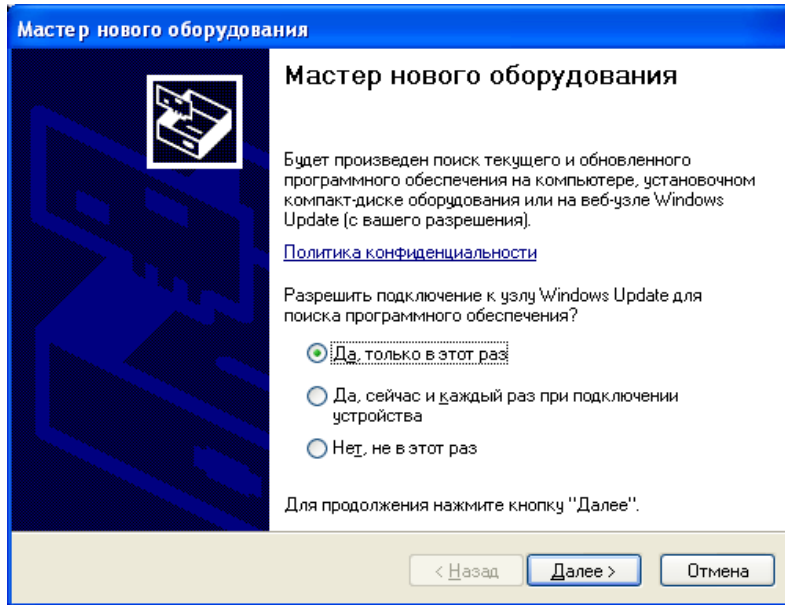 Мастер нового оборудования
Мастер нового оборудования
Будет произведен поиск текущего и обновленного
программного обеспечения на компьютере, установочном
компакт-диске оборудования или на веб-узле Windows
Update (с вашего разрешения).
Политика конфиденциальности
Разрешить подключение к узлу Windows Update для
поиска программного обеспечения?
Да, только в этот раз
Да, сейчас и каждый раз при подключении
устройства
Нет, не в этот раз
Для продолжения нажмите кнопку "Далее".
< Назад Далее > Отмена